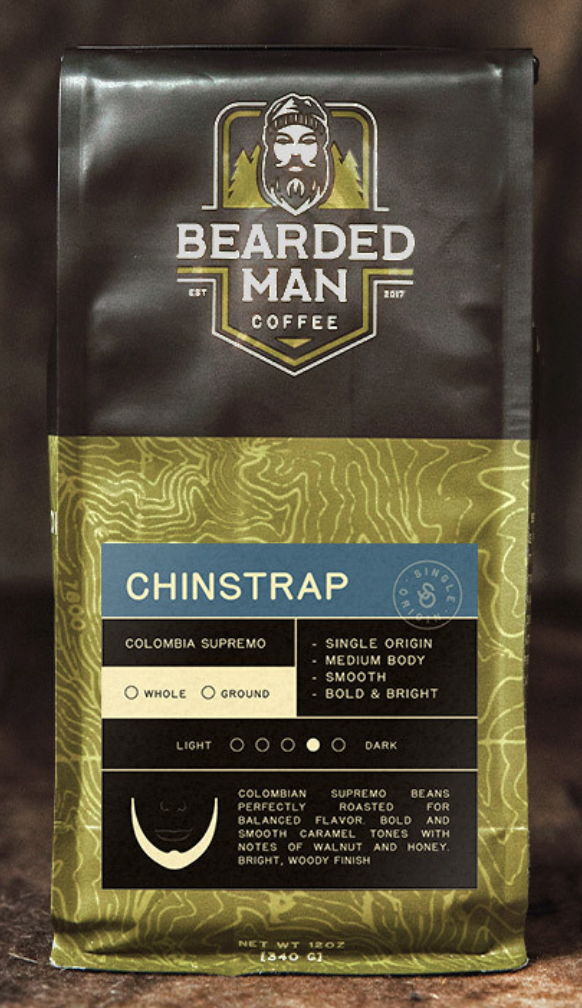 BEARDED
MAN
EST 2017
COFFEE
CHINSTRAP
· SINGLE · ORIGIN
COLOMBIA SUPREMO
WHOLE GROUND
- SINGLE ORIGIN
- MEDIUM BODY
- SMOOTH
- BOLD & BRIGHT
LIGHT DARK
COLOMBIAN SUPREMO BEANS
PERFECTLY ROASTED FOR
BALANCED FLAVOR. BOLD AND
SMOOTH CARAMEL TONES WITH
NOTES OF WALNUT AND HONEY.
BRIGHT, WOODY FINISH
NET WT 12OZ
[340 G]